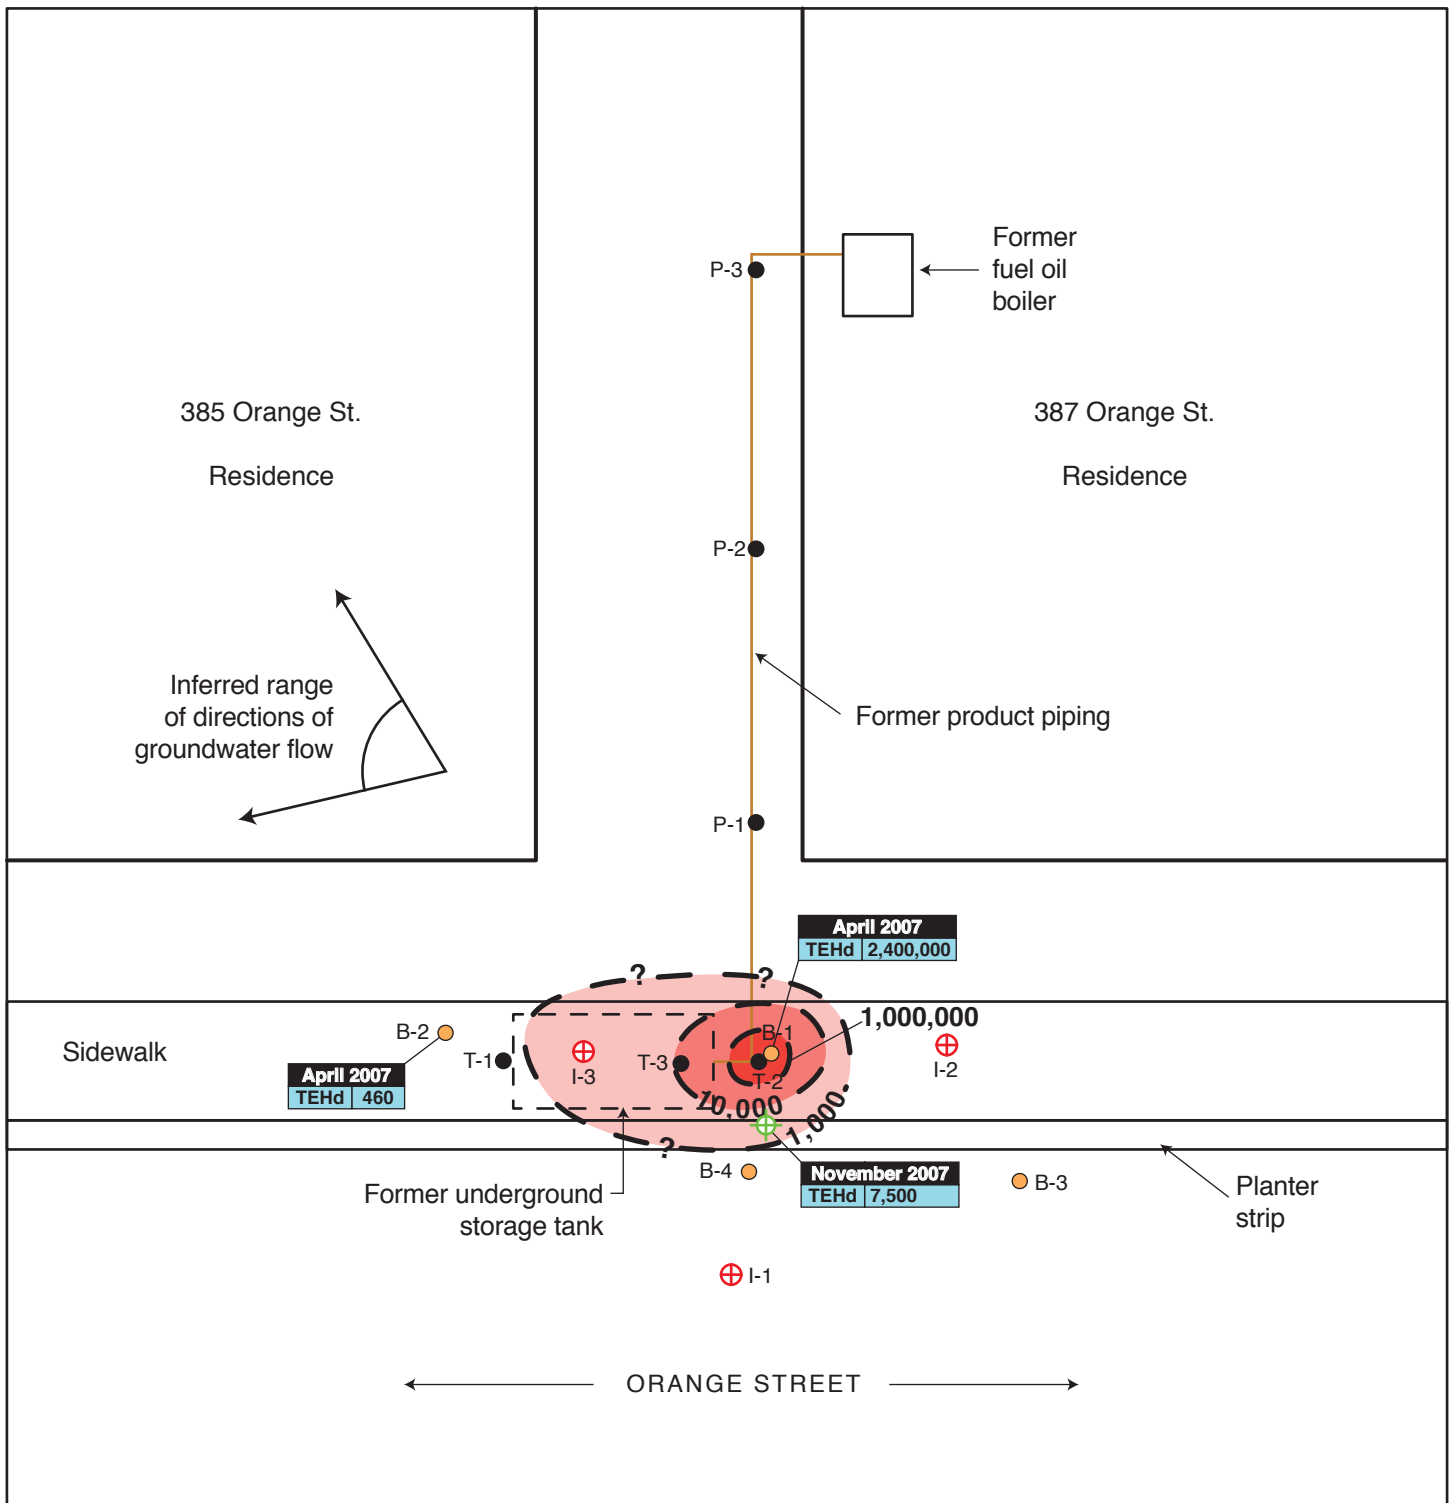 Former
fuel oil
boiler
P-3
385 Orange St.
Residence
387 Orange St.
Residence
P-2
Inferred range
of directions of
groundwater flow
Former product piping
P-1
April 2007
TEHd 2,400,000
?
?
1,000,000
B-2
B-1
Sidewalk
T-1
I-3
T-3
T-2
I-2
April 2007
TEHd 460
10,000
1,000
?
B-4
November 2007
TEHd 7,500
B-3
Former underground
storage tank
Planter
strip
I-1
ORANGE STREET